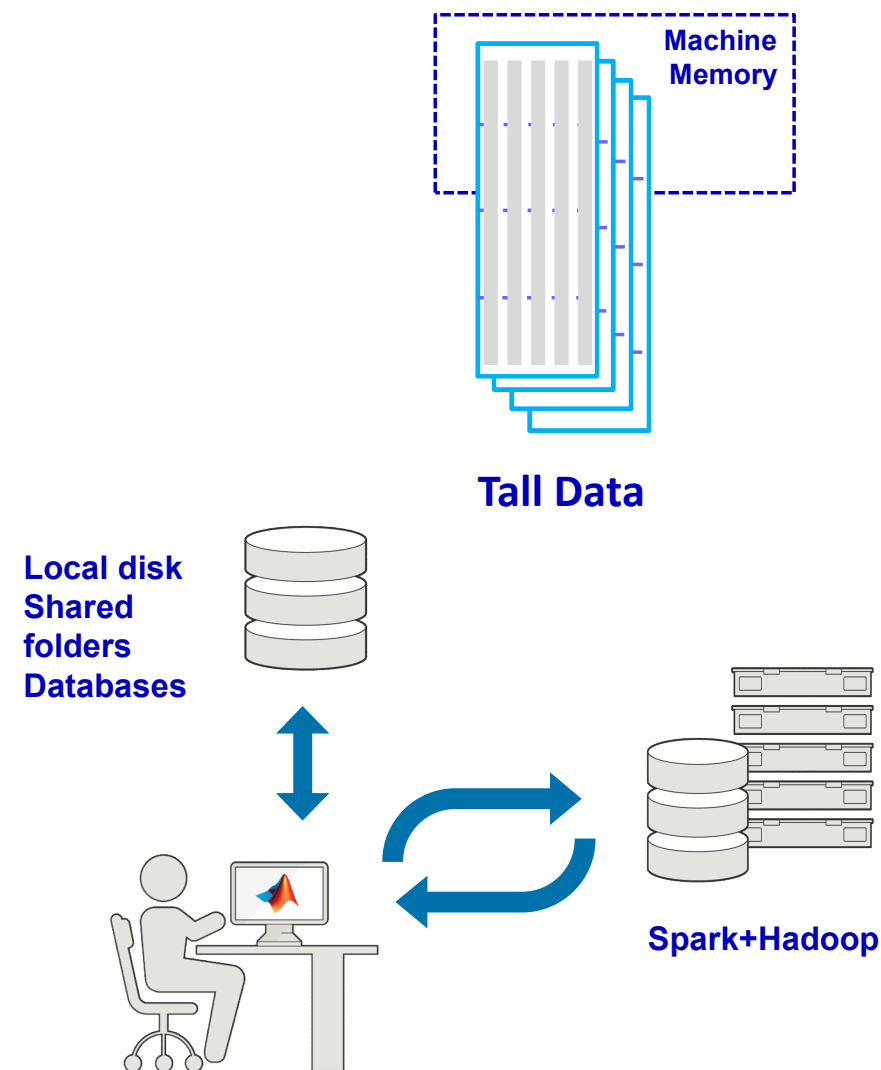 Machine
Memory
Tall Data
Local disk
Shared
folders
Databases
Spark+Hadoop